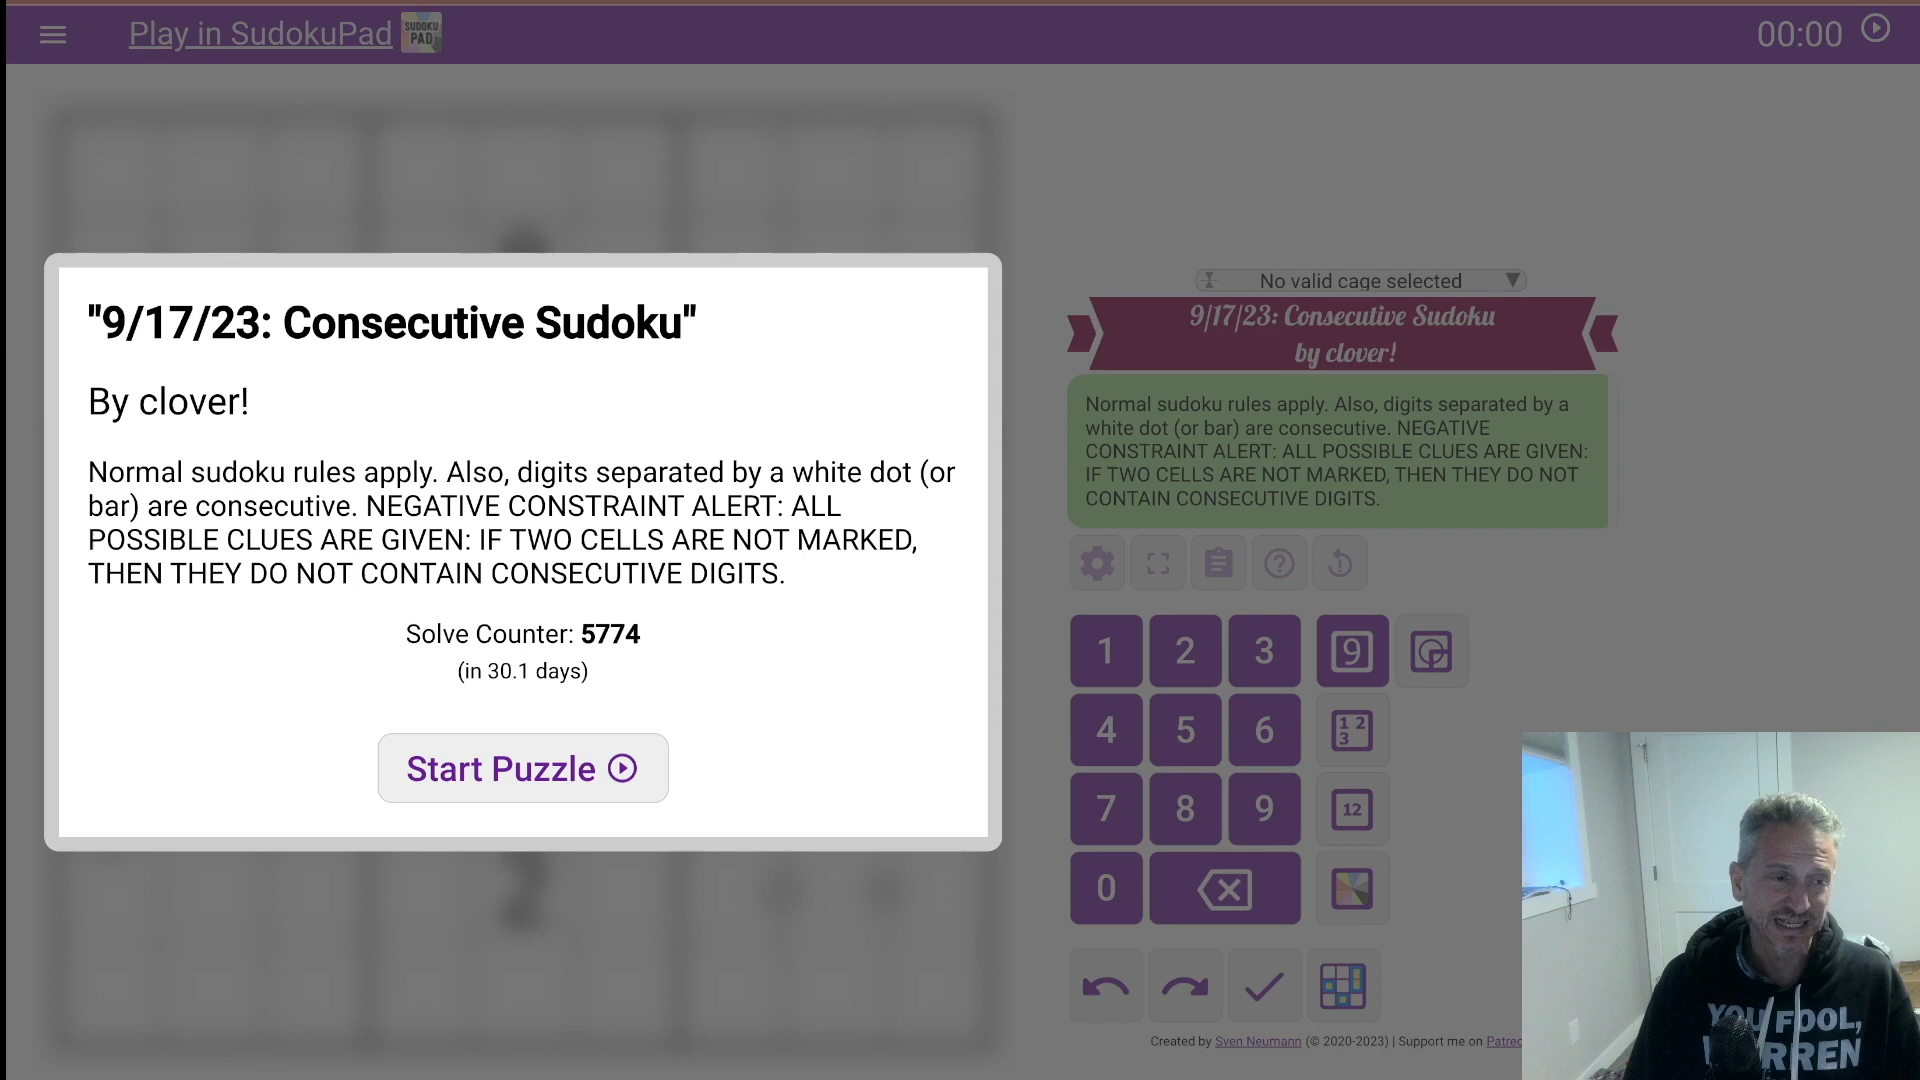 Play in SudokuPad
SUDOKU
PAD
00:00
"9/17/23: Consecutive Sudoku"
By clover!
Normal sudoku rules apply. Also, digits separated by a white dot (or
bar) are consecutive. NEGATIVE CONSTRAINT ALERT: ALL
POSSIBLE CLUES ARE GIVEN: IF TWO CELLS ARE NOT MARKED,
THEN THEY DO NOT CONTAIN CONSECUTIVE DIGITS.
Solve Counter: 5774
(in 30.1 days)
Start Puzzle
2
No valid cage selected
9/17/23: Consecutive Sudoku
by clover!
Normal sudoku rules apply. Also, digits separated by a
white dot (or bar) are consecutive. NEGATIVE
CONSTRAINT ALERT: ALL POSSIBLE CLUES ARE GIVEN:
IF TWO CELLS ARE NOT MARKED, THEN THEY DO NOT
CONTAIN CONSECUTIVE DIGITS.
1 2 3 9
4 5 6 1 2 3
7 8 9 12
0
Created by Sven Neumann (© 2020-2023) | Support me on Patreo
YOU FOOL,